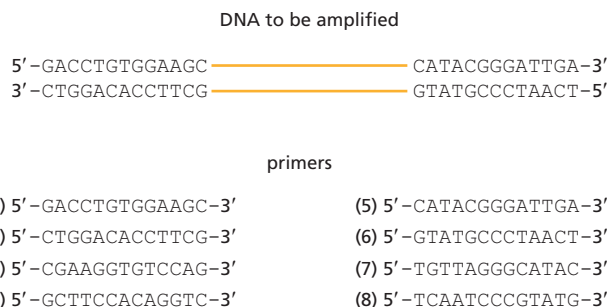 DNA to be amplified
5′–GACCTGTGGAAGC CATACGGGATTGA–3′
3′–CTGGACACCTTCG GTATGCCCTAACT–5′
primers
) 5′–GACCTGTGGAAGC–3′ (5) 5′–CATACGGGATTGA–3′
) 5′–CTGGACACCTTCG–3′ (6) 5′–GTATGCCCTAACT–3′
) 5′–CGAAGGTGTCCAG–3′ (7) 5′–TGTTAGGGCATAC–3′
) 5′–GCTTCCACAGGTC–3′ (8) 5′–TCAATCCCGTATG–3′